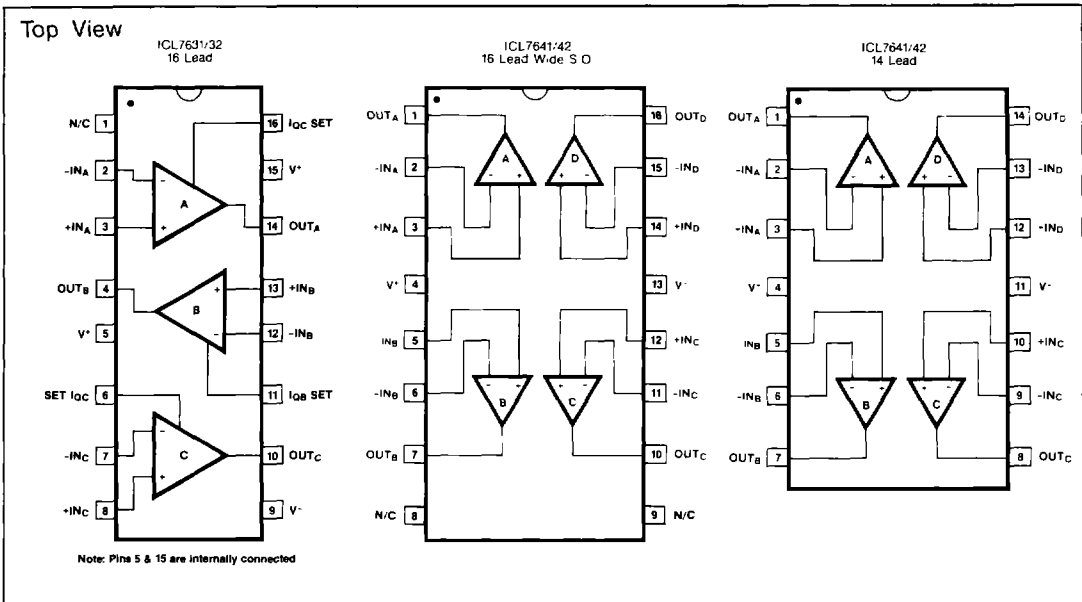 Top View
ICL7631/32
16 Lead
N/C 1
-INA 2
+INA 3
OUTB 4
V+ 5
SET IQC 6
-INC 7
+INC 8
16 IQC SET
15 V+
14 OUTA
13 +INB
12 -INB
11 IQB SET
10 OUTC
9 V-
A
B
C
- +
+ -
- +
Note: Pins 5 & 15 are internally connected
ICL7641/42
16 Lead Wide S O
OUTA 1
-INA 2
+INA 3
V+ 4
INB 5
-INB 6
OUTB 7
N/C 8
16 OUTD
15 -IND
14 +IND
13 V-
12 +INC
11 -INC
10 OUTC
9 N/C
A D
- + + -
- + + -
B C
ICL7641/42
14 Lead
OUTA 1
-INA 2
-INA 3
V+ 4
INB 5
-INB 6
OUTB 7
14 OUTD
13 -IND
12 -IND
11 V-
10 +INC
9 -INC
8 OUTC
A D
- + + -
- + + -
B C